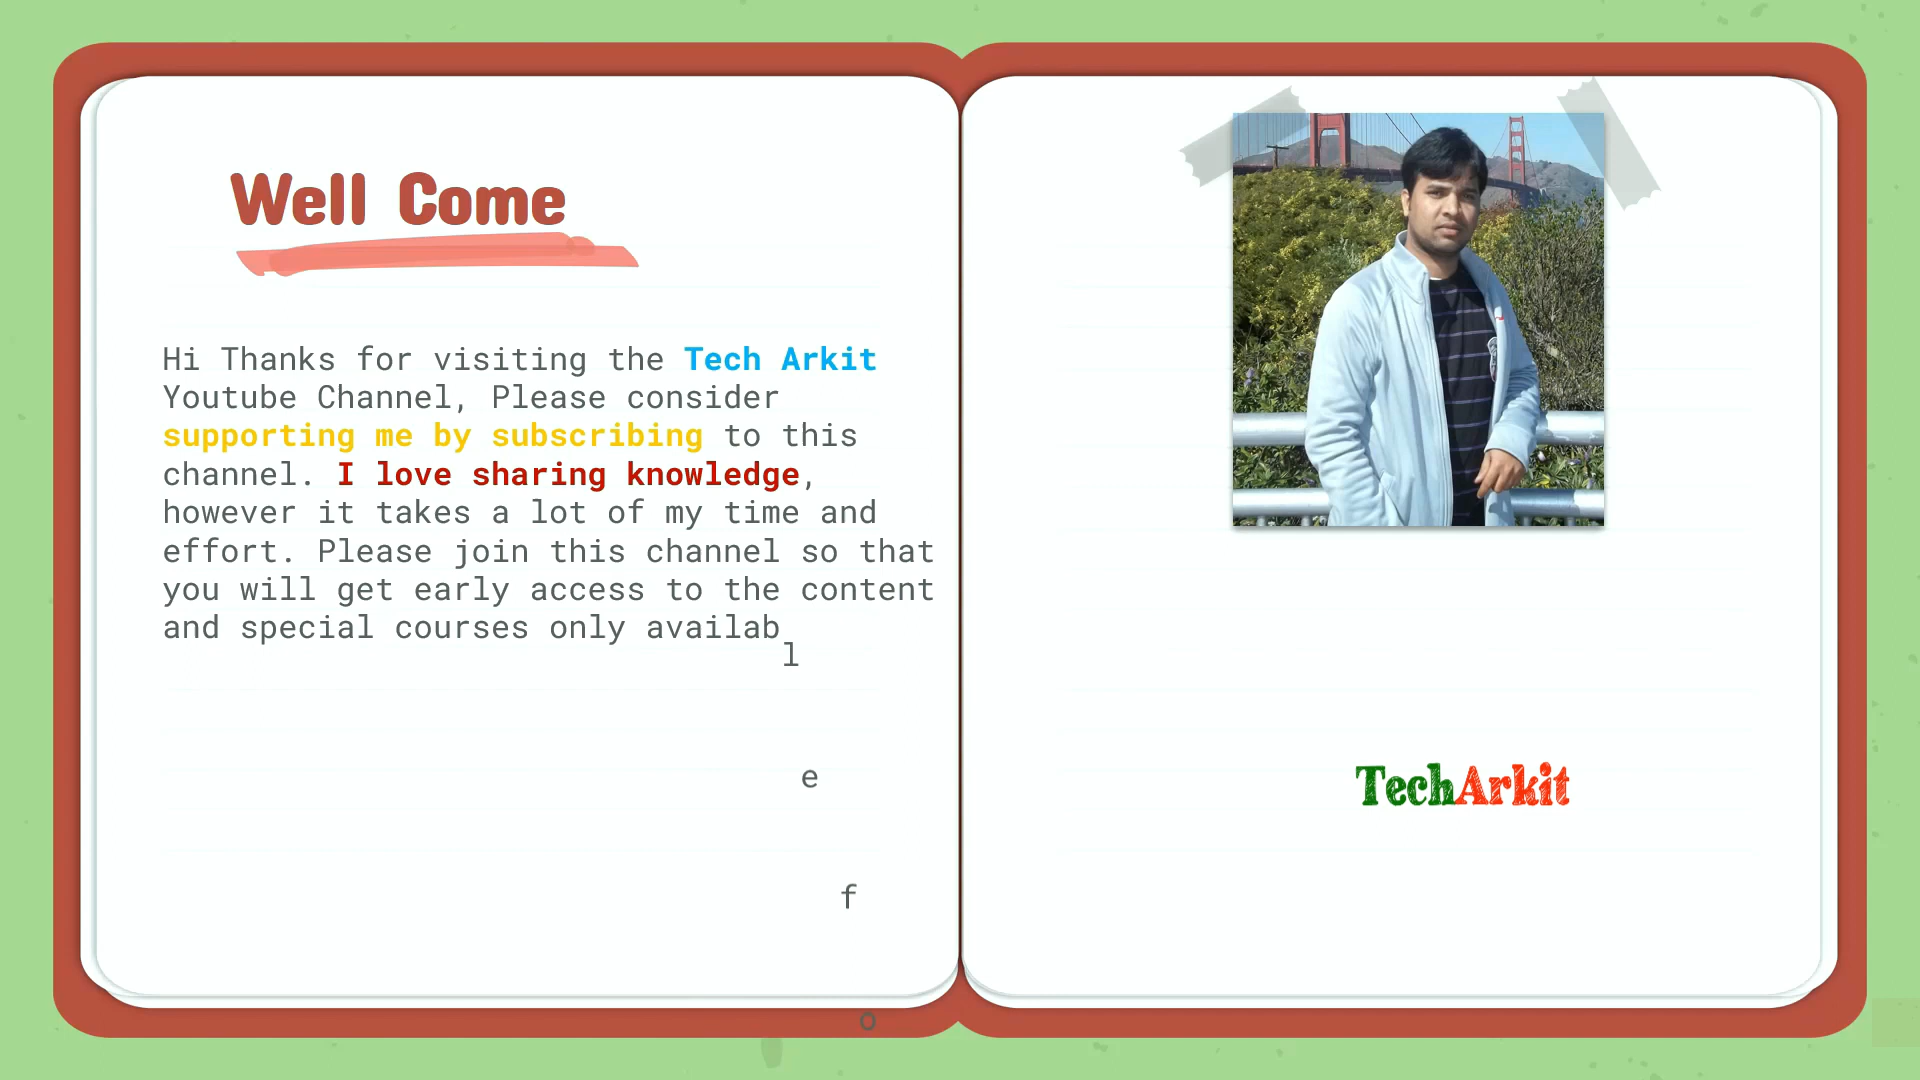 Well Come
Hi Thanks for visiting the Tech Arkit
Youtube Channel, Please consider
supporting me by subscribing to this
channel. I love sharing knowledge,
however it takes a lot of my time and
effort. Please join this channel so that
you will get early access to the content
and special courses only availab
l
e
f
o
TechArkit